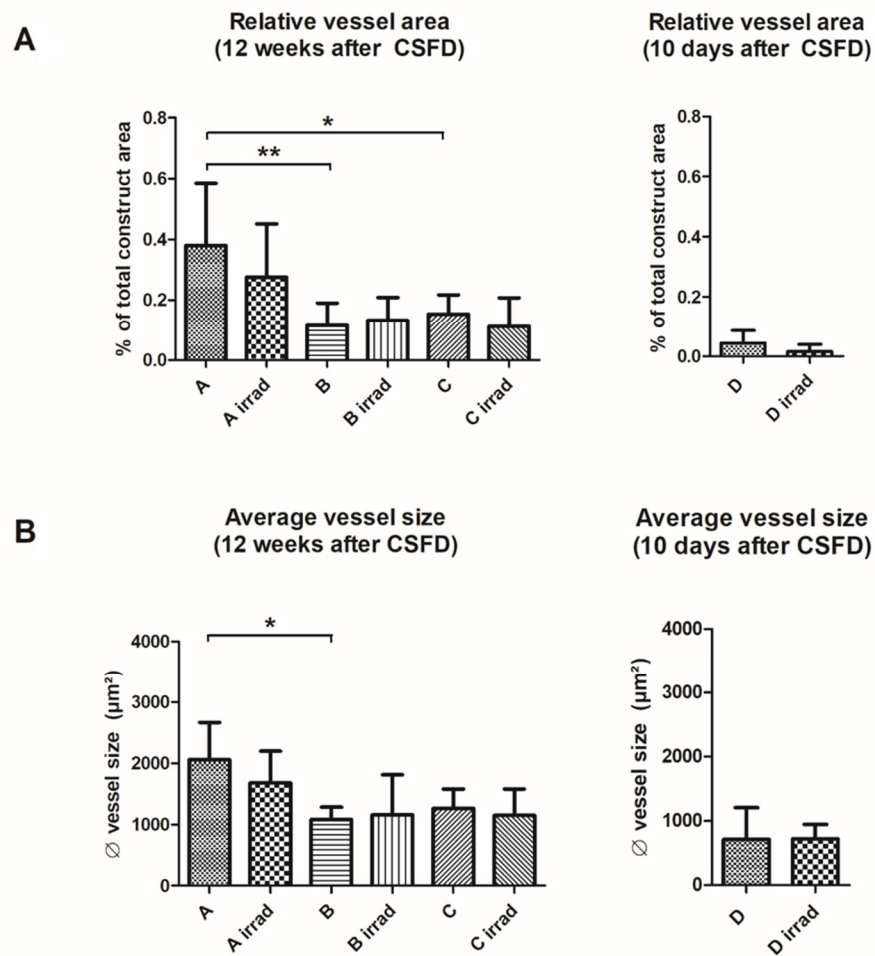 A
Relative vessel area
(12 weeks after CSFD)
% of total construct area
0.8
0.6
0.4
0.2
0.0
*
**
A
A irrad
B
B irrad
C
C irrad
Relative vessel area
(10 days after CSFD)
% of total construct area
0.8
0.6
0.4
0.2
0.0
D
D irrad
B
Average vessel size
(12 weeks after CSFD)
∅ vessel size (µm²)
4000
3000
2000
1000
0
*
A
A irrad
B
B irrad
C
C irrad
Average vessel size
(10 days after CSFD)
∅ vessel size (µm²)
4000
3000
2000
1000
0
D
D irrad